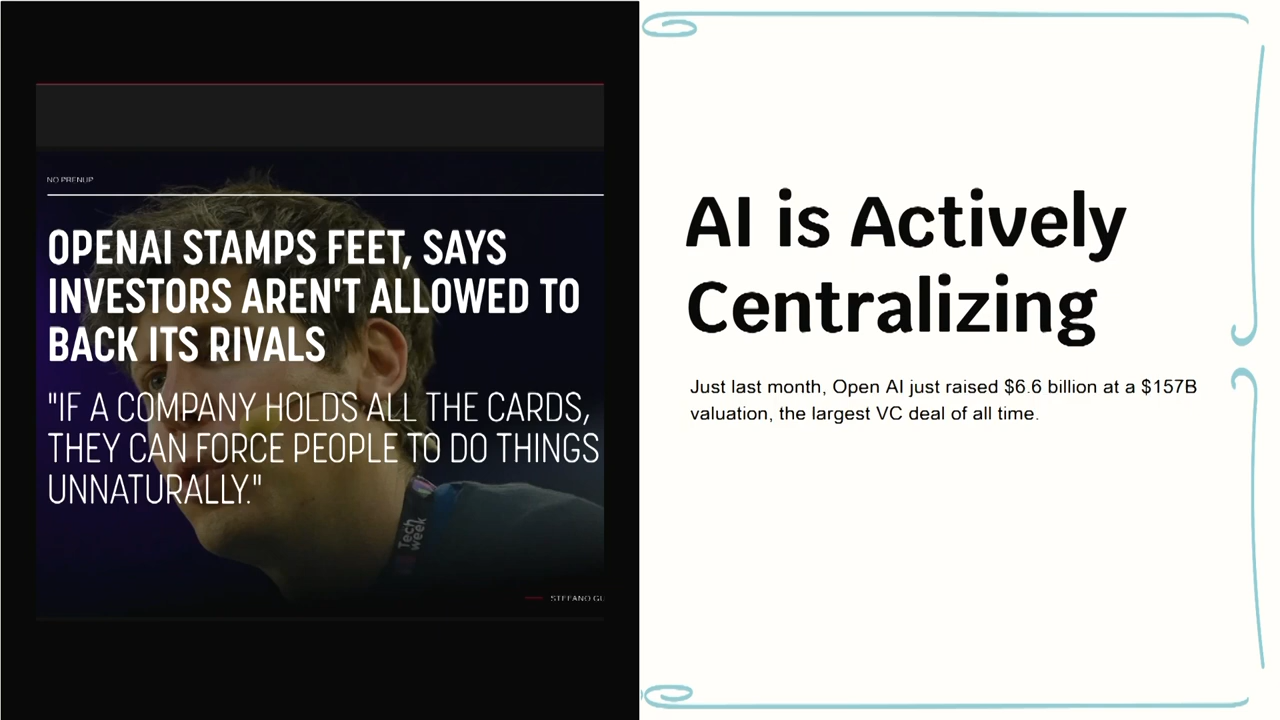 NO PRENUP
OPENAI STAMPS FEET, SAYS
INVESTORS AREN'T ALLOWED TO
BACK ITS RIVALS
"IF A COMPANY HOLDS ALL THE CARDS,
THEY CAN FORCE PEOPLE TO DO THINGS
UNNATURALLY."
Tech
week
STEFANO GU
AI is Actively
Centralizing
Just last month, Open AI just raised $6.6 billion at a $157B
valuation, the largest VC deal of all time.